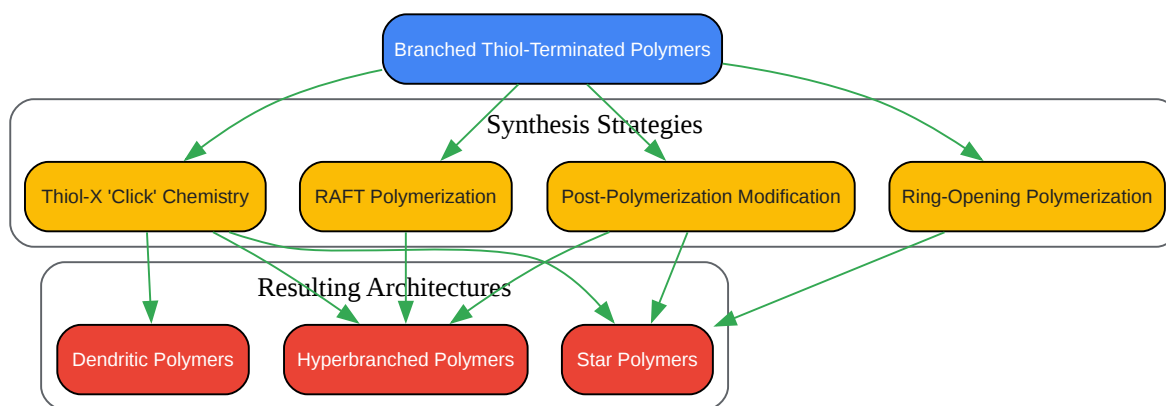 Branched Thiol-Terminated Polymers
Synthesis Strategies
Thiol-X 'Click' Chemistry
RAFT Polymerization
Post-Polymerization Modification
Ring-Opening Polymerization
Resulting Architectures
Dendritic Polymers
Hyperbranched Polymers
Star Polymers